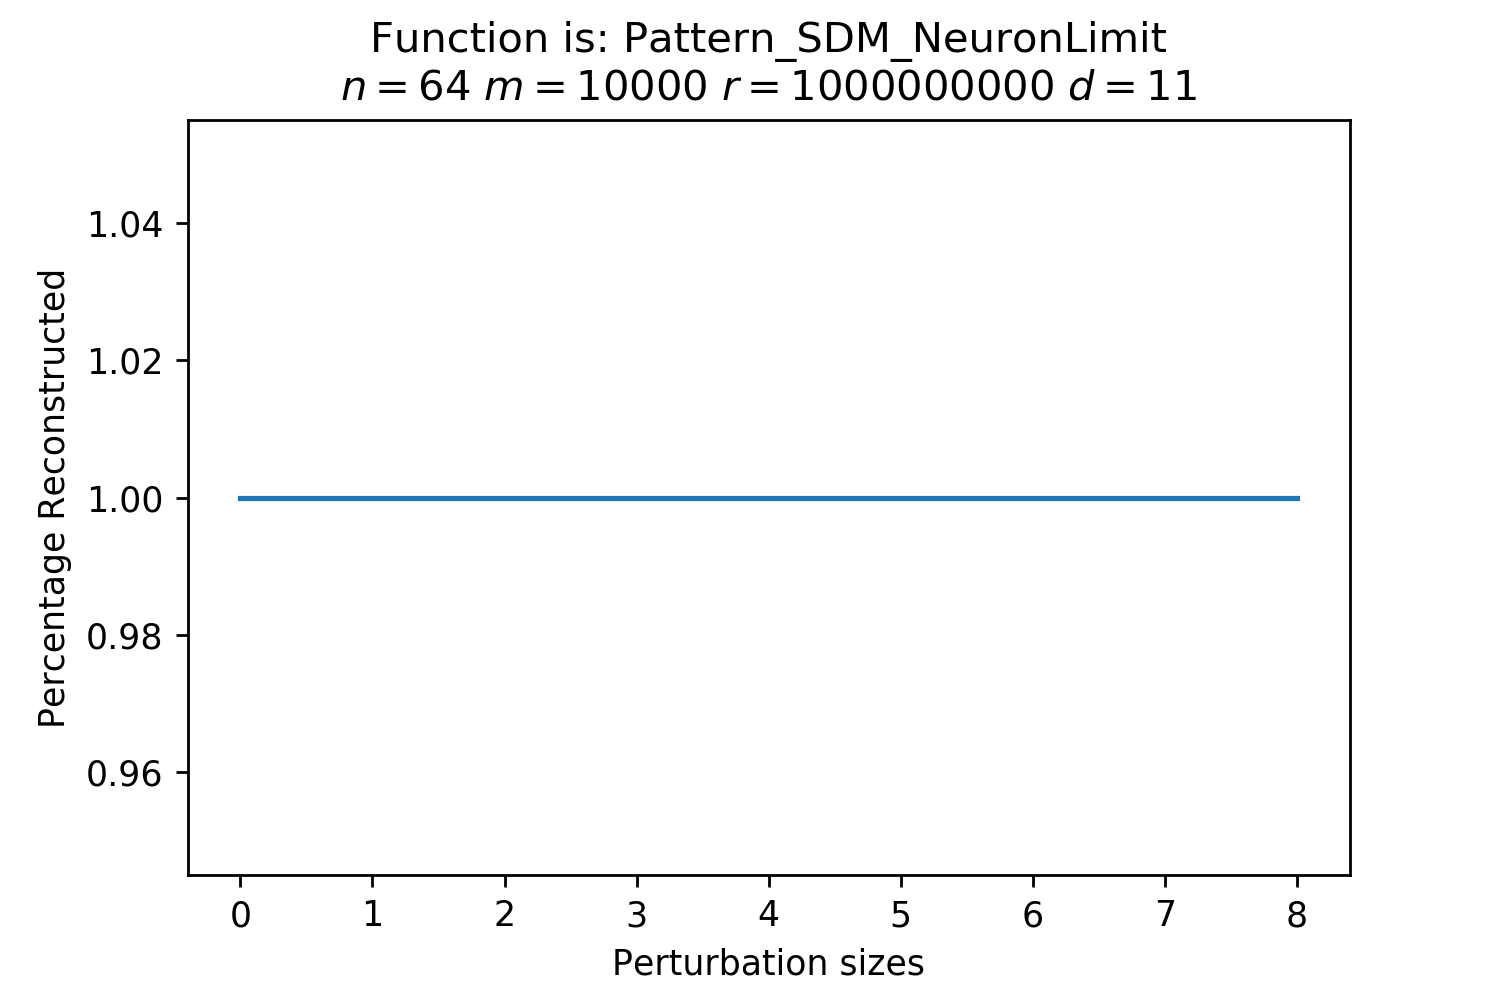 Function is: Pattern_SDM_NeuronLimit
n = 64 m = 10000 r = 1000000000 d = 11
Percentage Reconstructed
1.04
1.02
1.00
0.98
0.96
0 1 2 3 4 5 6 7 8
Perturbation sizes